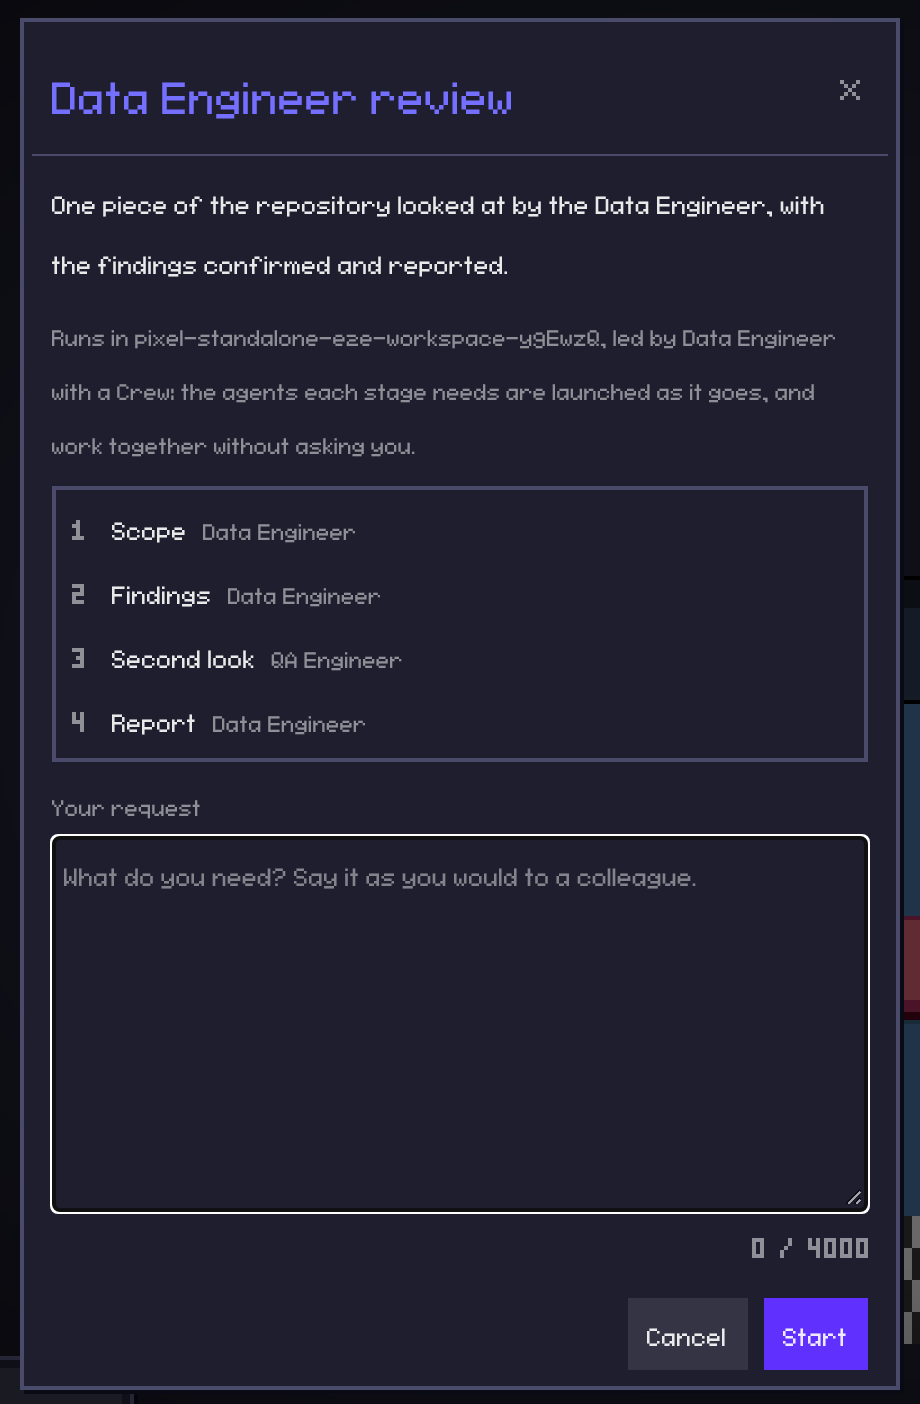 Data Engineer review
One piece of the repository looked at by the Data Engineer, with
the findings confirmed and reported.
Runs in pixel-standalone-e2e-workspace-y9EwzQ, led by Data Engineer
with a Crew: the agents each stage needs are launched as it goes, and
work together without asking you.
1 Scope Data Engineer
2 Findings Data Engineer
3 Second look QA Engineer
4 Report Data Engineer
Your request
What do you need? Say it as you would to a colleague.
0 / 4000
Cancel Start